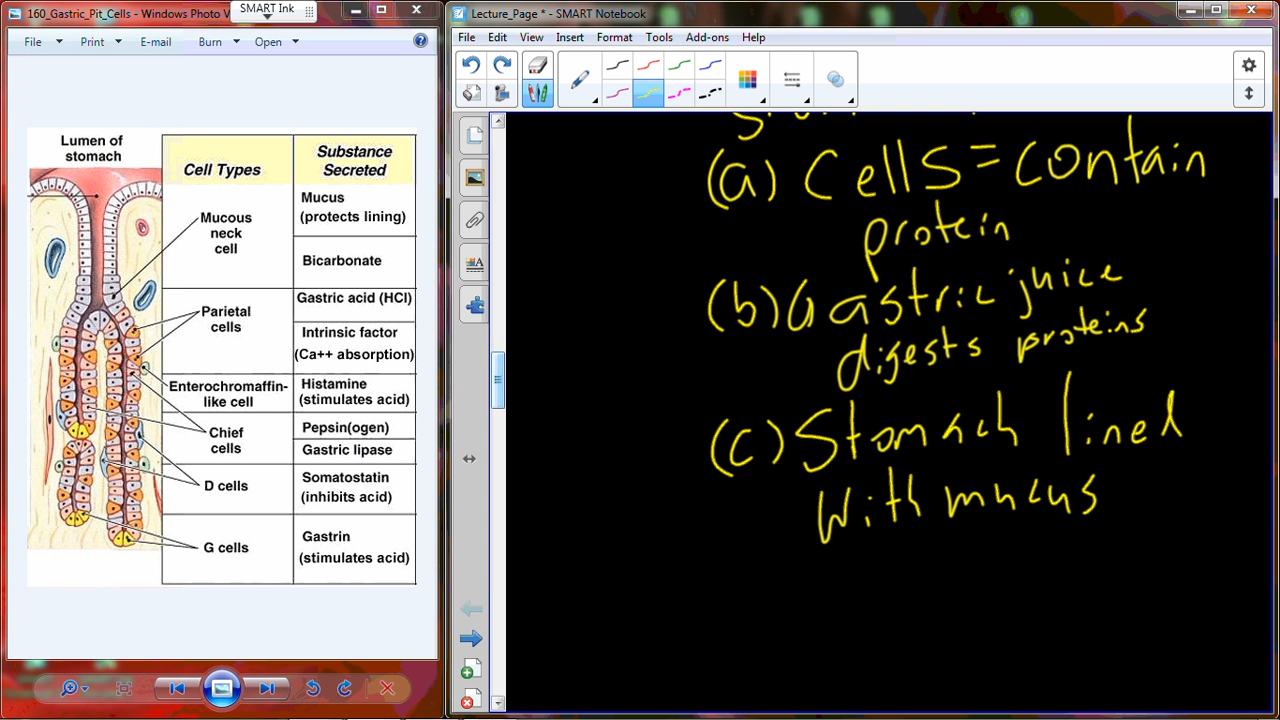 160_Gastric_Pit_Cells - Windows Photo V
SMART Ink
File Print E-mail Burn Open
Lumen of
stomach
Cell Types
Substance
Secreted
Mucous
neck
cell
Mucus
(protects lining)
Bicarbonate
Parietal
cells
Gastric acid (HCl)
Intrinsic factor
(Ca++ absorption)
Enterochromaffin-
like cell
Histamine
(stimulates acid)
Chief
cells
Pepsin(ogen)
Gastric lipase
D cells
Somatostatin
(inhibits acid)
G cells
Gastrin
(stimulates acid)
Lecture_Page * - SMART Notebook
File Edit View Insert Format Tools Add-ons Help
(a) Cells = contain
protein
(b) Gastric juice
digests proteins
(c) Stomach lined
with mucus